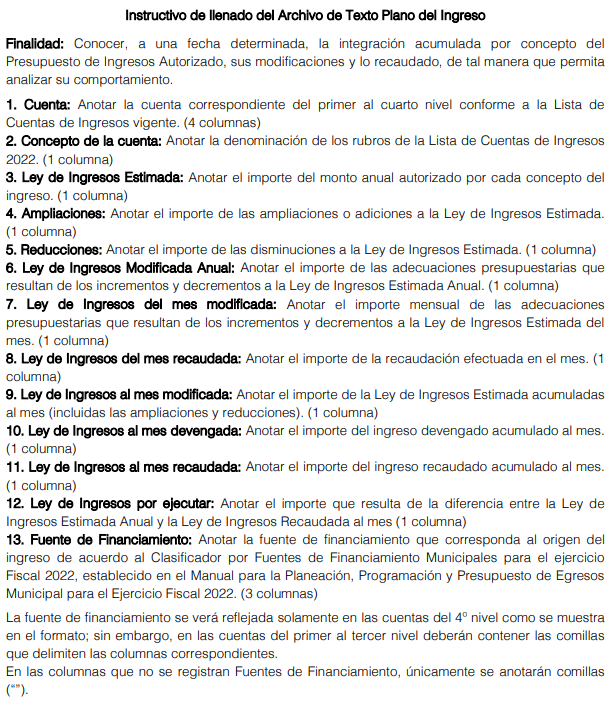 Instructivo de llenado del Archivo de Texto Plano del Ingreso
Finalidad: Conocer, a una fecha determinada, la integración acumulada por concepto del
Presupuesto de Ingresos Autorizado, sus modificaciones y lo recaudado, de tal manera que permita
analizar su comportamiento.
1. Cuenta: Anotar la cuenta correspondiente del primer al cuarto nivel conforme a la Lista de
Cuentas de Ingresos vigente. (4 columnas)
2. Concepto de la cuenta: Anotar la denominación de los rubros de la Lista de Cuentas de Ingresos
2022. (1 columna)
3. Ley de Ingresos Estimada: Anotar el importe del monto anual autorizado por cada concepto del
ingreso. (1 columna)
4. Ampliaciones: Anotar el importe de las ampliaciones o adiciones a la Ley de Ingresos Estimada.
(1 columna)
5. Reducciones: Anotar el importe de las disminuciones a la Ley de Ingresos Estimada. (1 columna)
6. Ley de Ingresos Modificada Anual: Anotar el importe de las adecuaciones presupuestarias que
resultan de los incrementos y decrementos a la Ley de Ingresos Estimada Anual. (1 columna)
7. Ley de Ingresos del mes modificada: Anotar el importe mensual de las adecuaciones
presupuestarias que resultan de los incrementos y decrementos a la Ley de Ingresos Estimada del
mes. (1 columna)
8. Ley de Ingresos del mes recaudada: Anotar el importe de la recaudación efectuada en el mes. (1
columna)
9. Ley de Ingresos al mes modificada: Anotar el importe de la Ley de Ingresos Estimada acumuladas
al mes (incluidas las ampliaciones y reducciones). (1 columna)
10. Ley de Ingresos al mes devengada: Anotar el importe del ingreso devengado acumulado al mes.
(1 columna)
11. Ley de Ingresos al mes recaudada: Anotar el importe del ingreso recaudado acumulado al mes.
(1 columna)
12. Ley de Ingresos por ejecutar: Anotar el importe que resulta de la diferencia entre la Ley de
Ingresos Estimada Anual y la Ley de Ingresos Recaudada al mes (1 columna)
13. Fuente de Financiamiento: Anotar la fuente de financiamiento que corresponda al origen del
ingreso de acuerdo al Clasificador por Fuentes de Financiamiento Municipales para el ejercicio
Fiscal 2022, establecido en el Manual para la Planeación, Programación y Presupuesto de Egresos
Municipal para el Ejercicio Fiscal 2022. (3 columnas)
La fuente de financiamiento se verá reflejada solamente en las cuentas del 4º nivel como se muestra
en el formato; sin embargo, en las cuentas del primer al tercer nivel deberán contener las comillas
que delimiten las columnas correspondientes.
En las columnas que no se registran Fuentes de Financiamiento, únicamente se anotarán comillas
(“”).